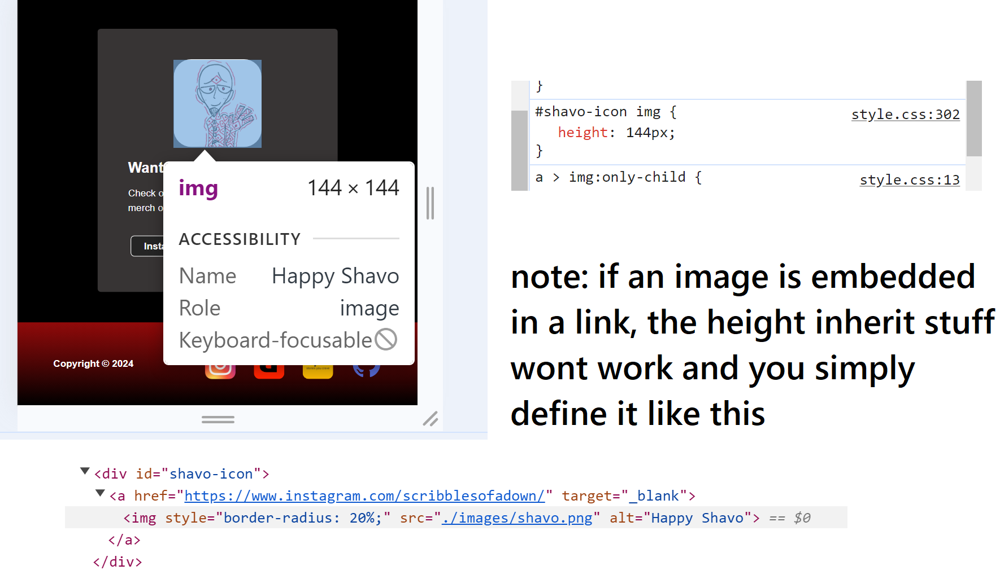 Want
Check o
merch o
Insta
img 144 × 144
ACCESSIBILITY
Name Happy Shavo
Role image
Keyboard-focusable
Copyright © 2024
}
#shavo-icon img { style.css:302
height: 144px;
}
a > img:only-child { style.css:13
note: if an image is embedded
in a link, the height inherit stuff
wont work and you simply
define it like this
<div id="shavo-icon">
<a href="https://www.instagram.com/scribblesofadown/" target="_blank">
<img style="border-radius: 20%;" src="./images/shavo.png" alt="Happy Shavo"> == $0
</a>
</div>